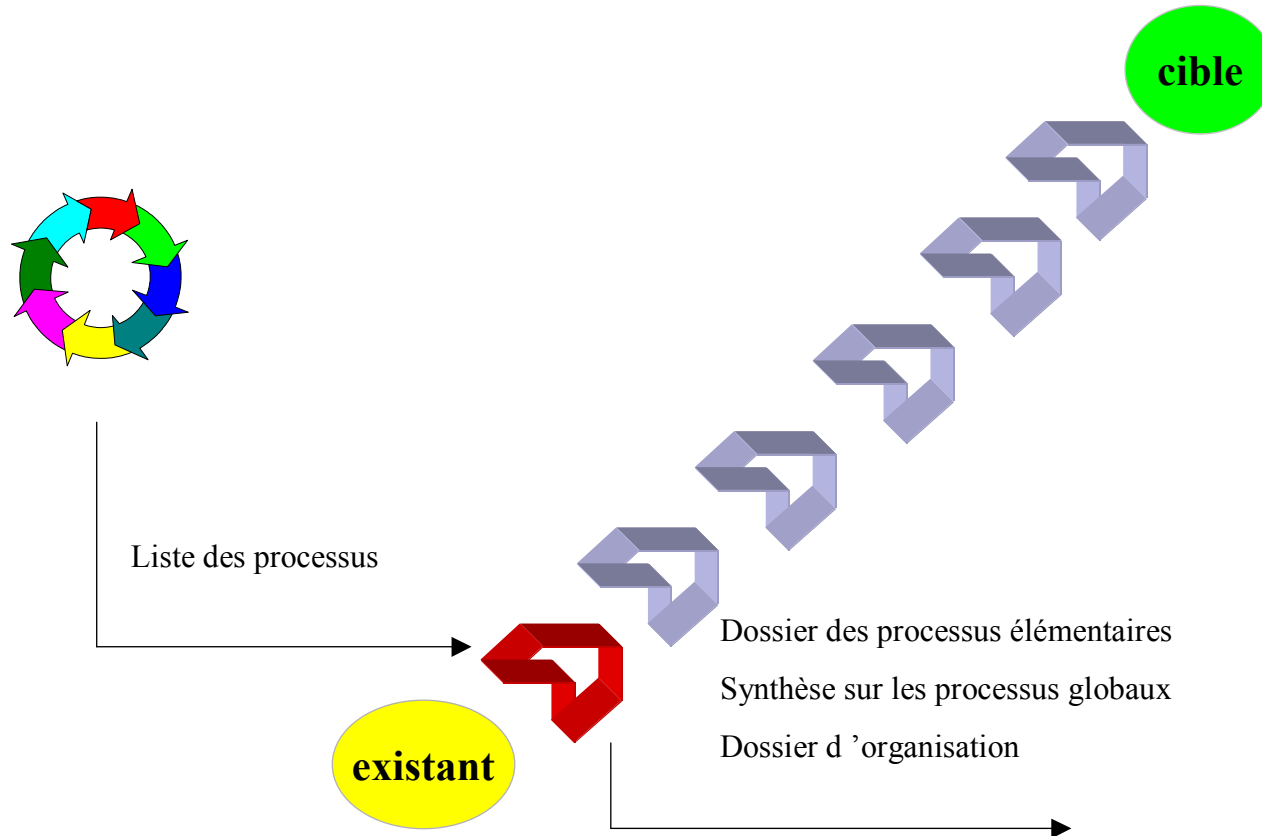 cible
Liste des processus
Dossier des processus élémentaires
Synthèse sur les processus globaux
Dossier d ’organisation
existant